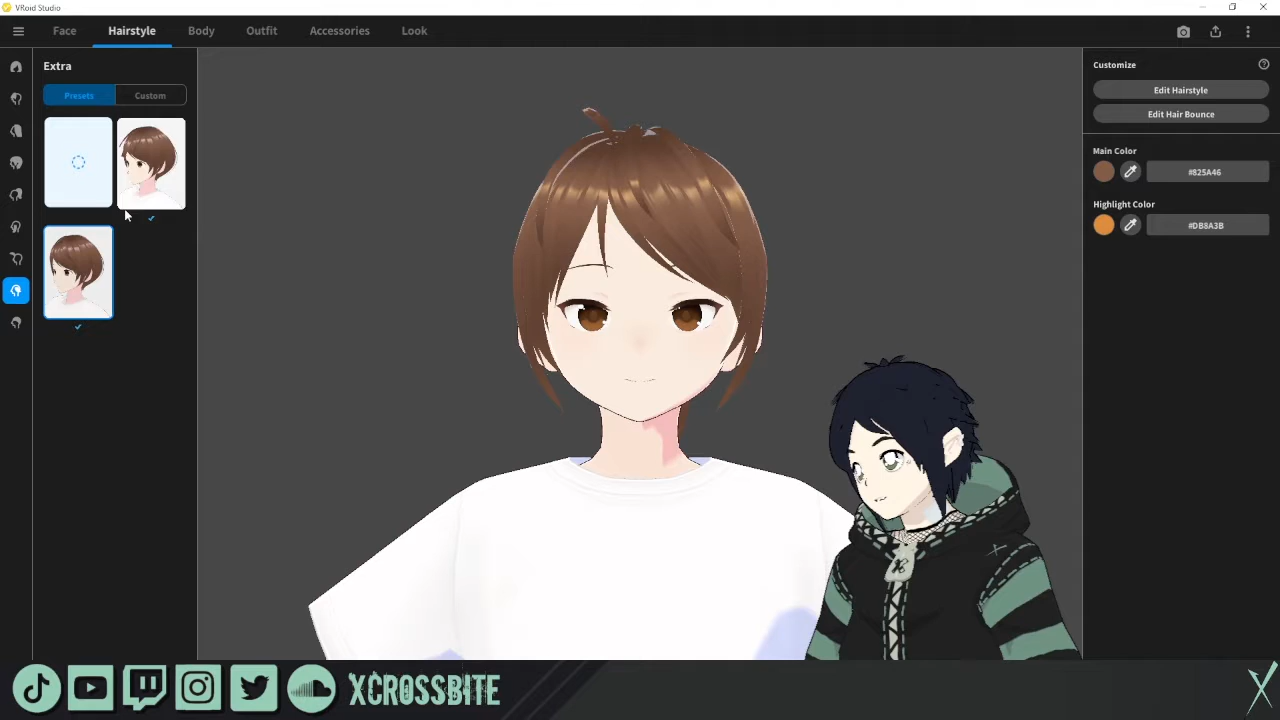 VRoid Studio
Face Hairstyle Body Outfit Accessories Look
Extra
Presets Custom
Customize
Edit Hairstyle
Edit Hair Bounce
Main Color
#825A46
Highlight Color
#DB8A3B
XCROSSBITE